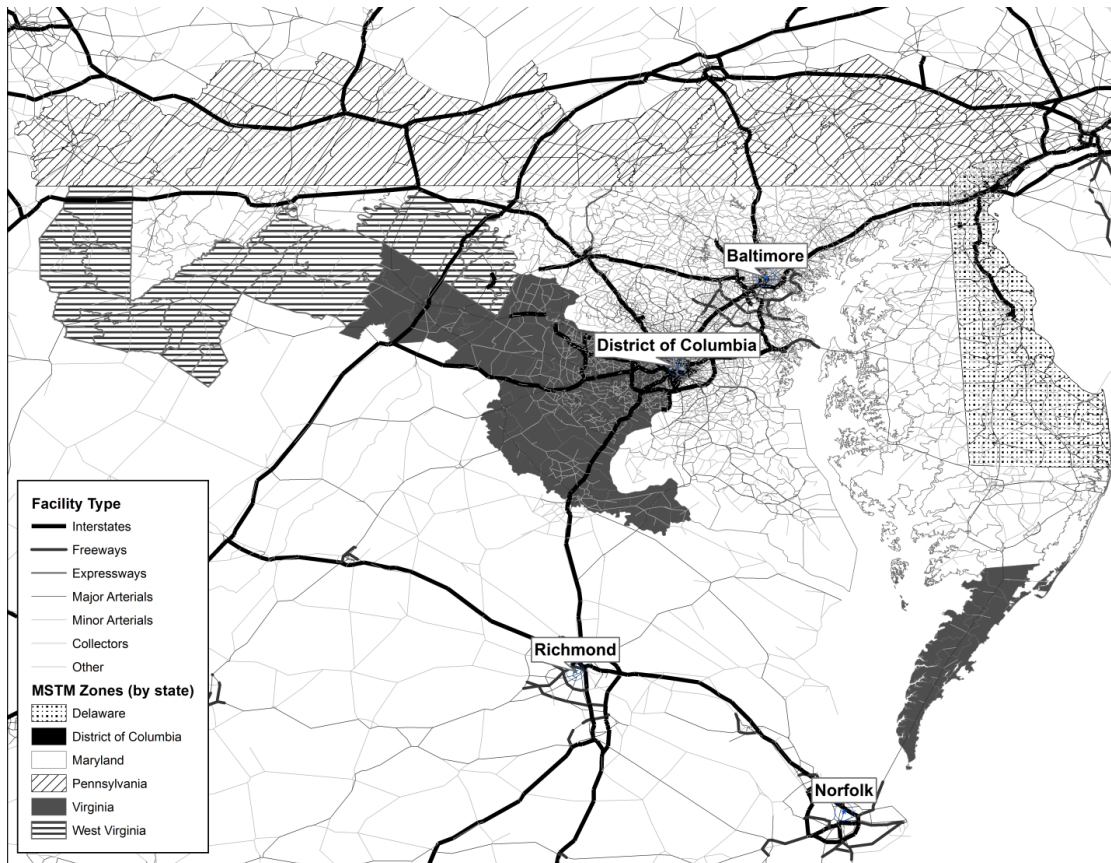 Baltimore
District of Columbia
Richmond
Norfolk
Facility Type
Interstates
Freeways
Expressways
Major Arterials
Minor Arterials
Collectors
Other
MSTM Zones (by state)
Delaware
District of Columbia
Maryland
Pennsylvania
Virginia
West Virginia